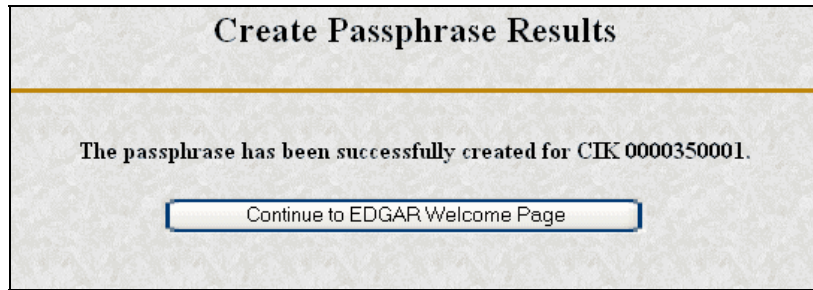 Create Passphrase Results
The passphrase has been successfully created for CIK 0000350001.
Continue to EDGAR Welcome Page